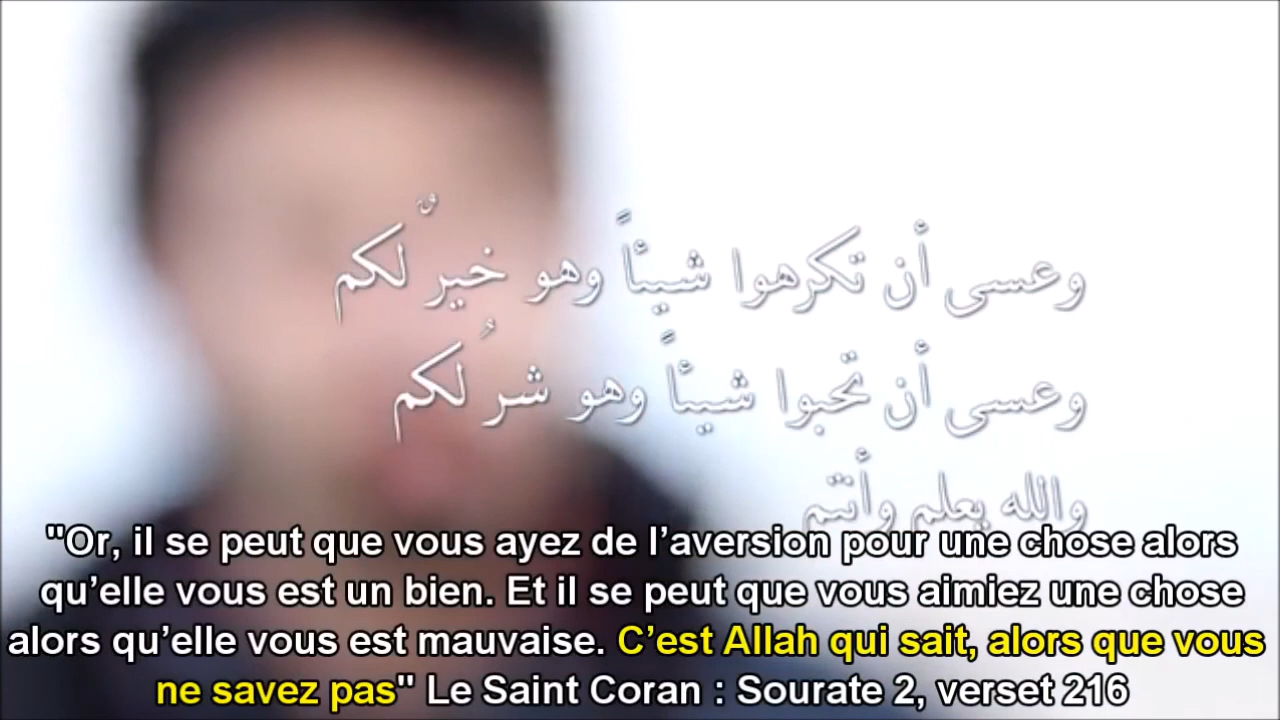 وعسى أن تكرهوا شيئاً وهو خيرٌ لكم
وعسى أن تحبوا شيئاً وهو شرُ لكم
والله يعلم وأنتم
"Or, il se peut que vous ayez de l’aversion pour une chose alors
qu’elle vous est un bien. Et il se peut que vous aimiez une chose
alors qu’elle vous est mauvaise. C’est Allah qui sait, alors que vous
ne savez pas" Le Saint Coran : Sourate 2, verset 216